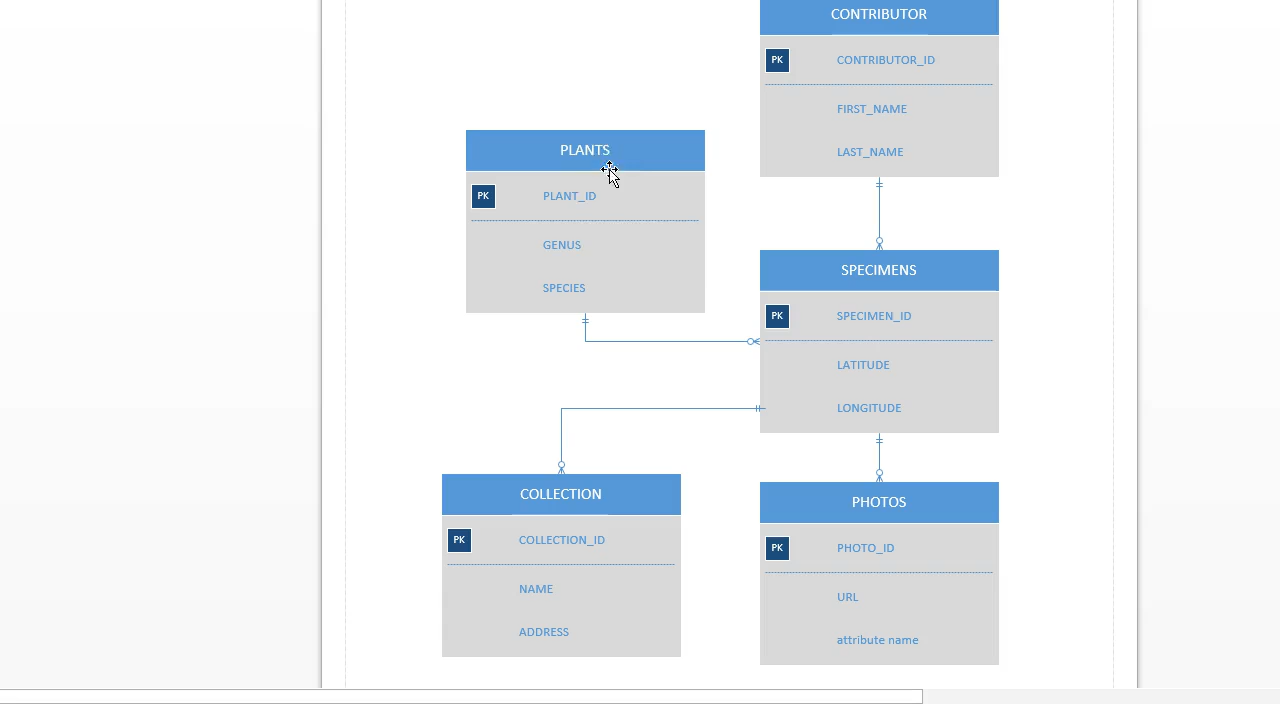 CONTRIBUTOR
PK CONTRIBUTOR_ID
FIRST_NAME
LAST_NAME
PLANTS
PK PLANT_ID
GENUS
SPECIES
SPECIMENS
PK SPECIMEN_ID
LATITUDE
LONGITUDE
COLLECTION
PK COLLECTION_ID
NAME
ADDRESS
PHOTOS
PK PHOTO_ID
URL
attribute name